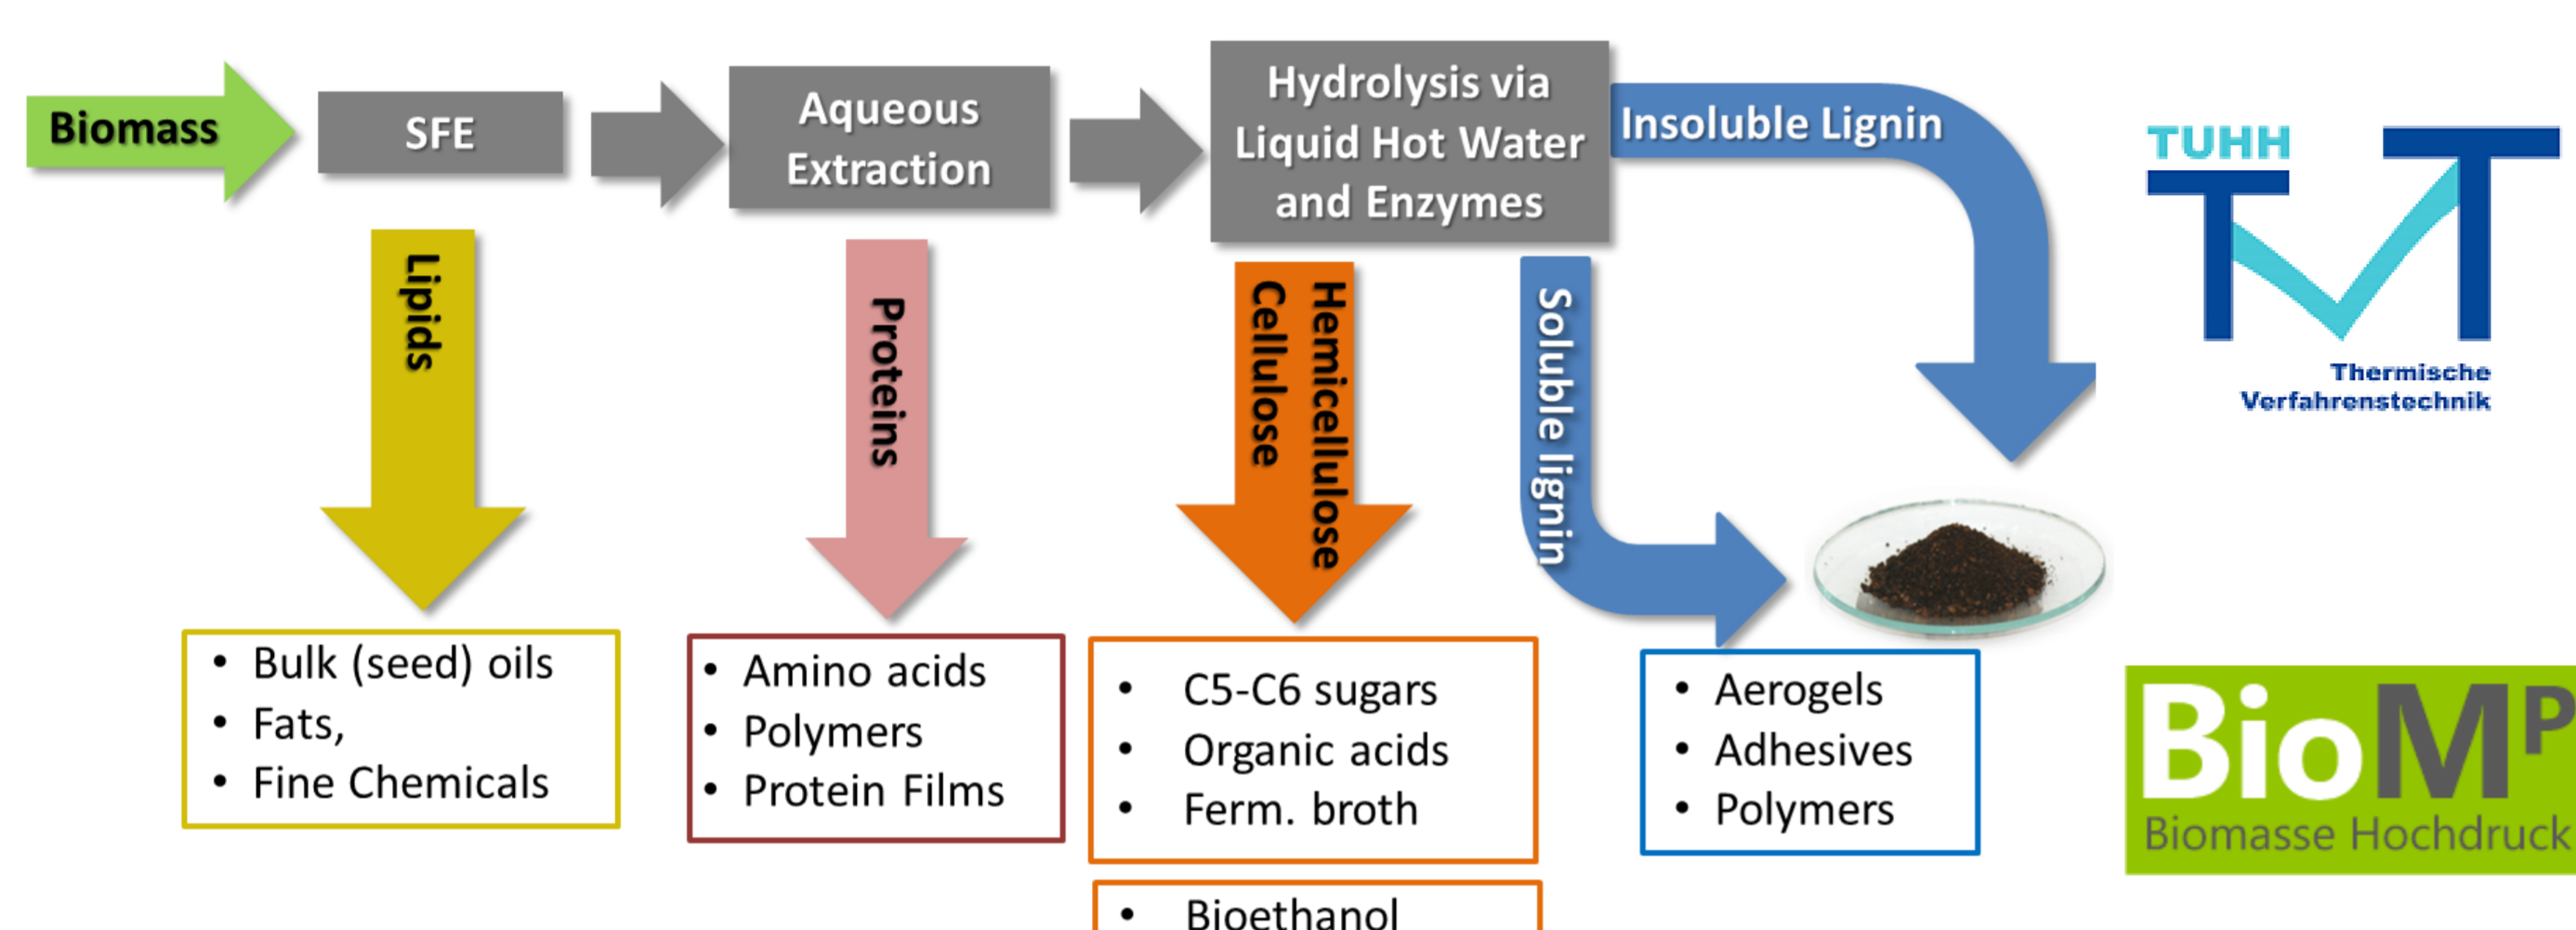 Biomass
SFE
Aqueous
Extraction
Hydrolysis via
Liquid Hot Water
and Enzymes
Insoluble Lignin
Lipids
Proteins
Hemicellulose
Cellulose
Soluble lignin
• Bulk (seed) oils
• Fats,
• Fine Chemicals
• Amino acids
• Polymers
• Protein Films
• C5-C6 sugars
• Organic acids
• Ferm. broth
• Bioethanol
• Aerogels
• Adhesives
• Polymers
TUHH
TVT
Thermische
Verfahrenstechnik
BioMP
Biomasse Hochdruck